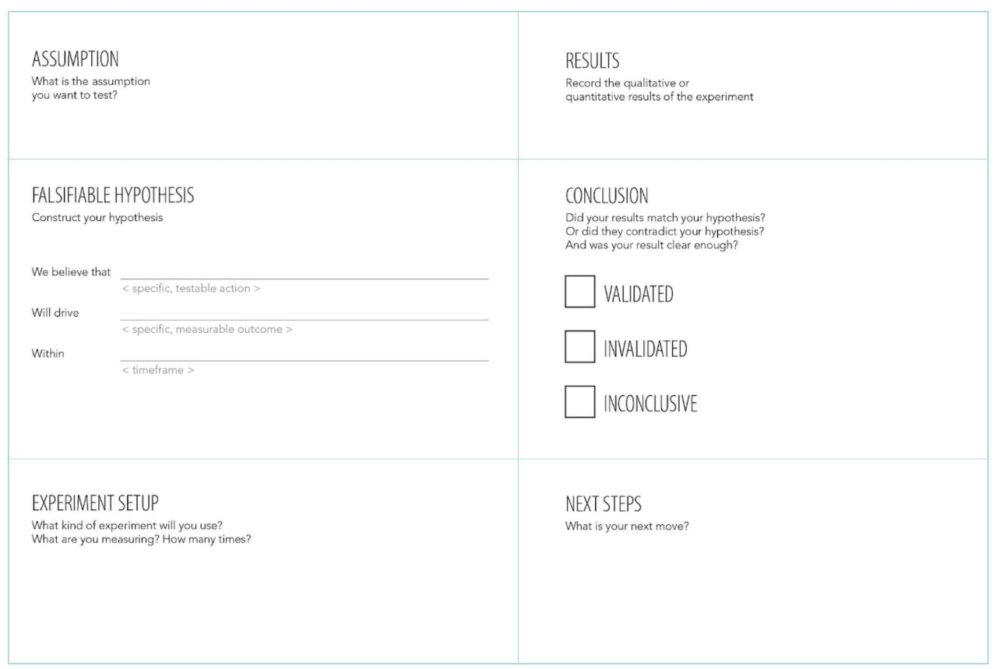 ASSUMPTION
What is the assumption
you want to test?
RESULTS
Record the qualitative or
quantitative results of the experiment
FALSIFIABLE HYPOTHESIS
Construct your hypothesis
We believe that
< specific, testable action >
Will drive
< specific, measurable outcome >
Within
< timeframe >
CONCLUSION
Did your results match your hypothesis?
Or did they contradict your hypothesis?
And was your result clear enough?
VALIDATED
INVALIDATED
INCONCLUSIVE
EXPERIMENT SETUP
What kind of experiment will you use?
What are you measuring? How many times?
NEXT STEPS
What is your next move?